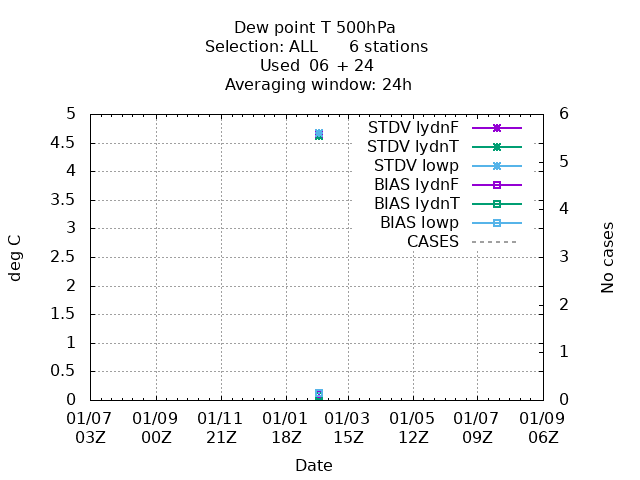 Dew point T 500hPa
Selection: ALL      6 stations
Used  06 + 24
Averaging window: 24h
5
4.5
4
3.5
3
2.5
2
1.5
1
0.5
0
deg C
6
5
4
3
2
1
0
No cases
STDV lydnF
STDV lydnT
STDV lowp
BIAS lydnF
BIAS lydnT
BIAS lowp
CASES
01/07 01/09 01/11 01/01 01/03 01/05 01/07 01/09
03Z 00Z 21Z 18Z 15Z 12Z 09Z 06Z
Date